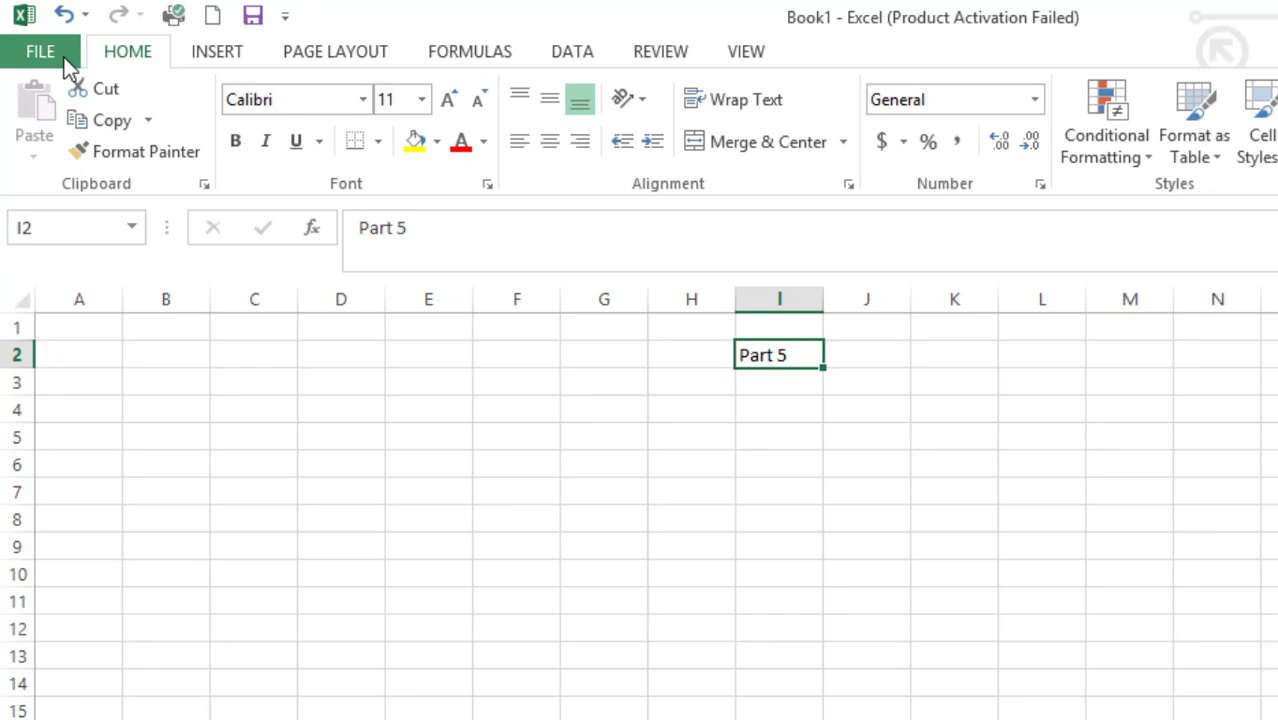 Book1 - Excel (Product Activation Failed)
FILE HOME INSERT PAGE LAYOUT FORMULAS DATA REVIEW VIEW
Paste
Cut
Copy
Format Painter
Clipboard
Calibri 11
B I U A
Font
Wrap Text
Merge & Center
Alignment
General
$ % ,
Number
Conditional
Formatting
Format as
Table
Cell
Styles
Styles
I2 fx Part 5
A B C D E F G H I J K L M N
1
2 Part 5
3
4
5
6
7
8
9
10
11
12
13
14
15